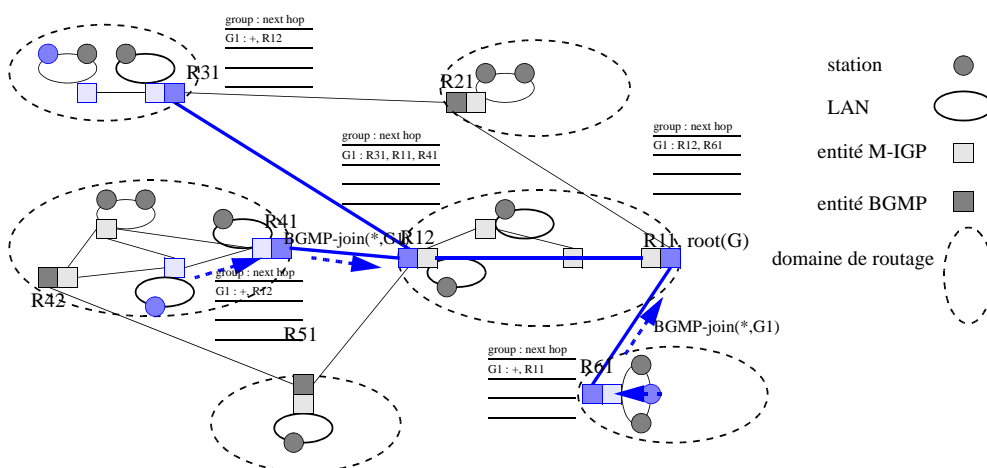 group : next hop
G1 : +, R12
R31
R21
group : next hop
G1 : R31, R11, R41
group : next hop
G1 : R12, R61
R41
BGMP-join(*,G1)
R12
R11, root(G)
group : next hop
G1 : +, R12
R42
R51
BGMP-join(*,G1)
group : next hop
G1 : +, R11
R61
station
LAN
entité M-IGP
entité BGMP
domaine de routage